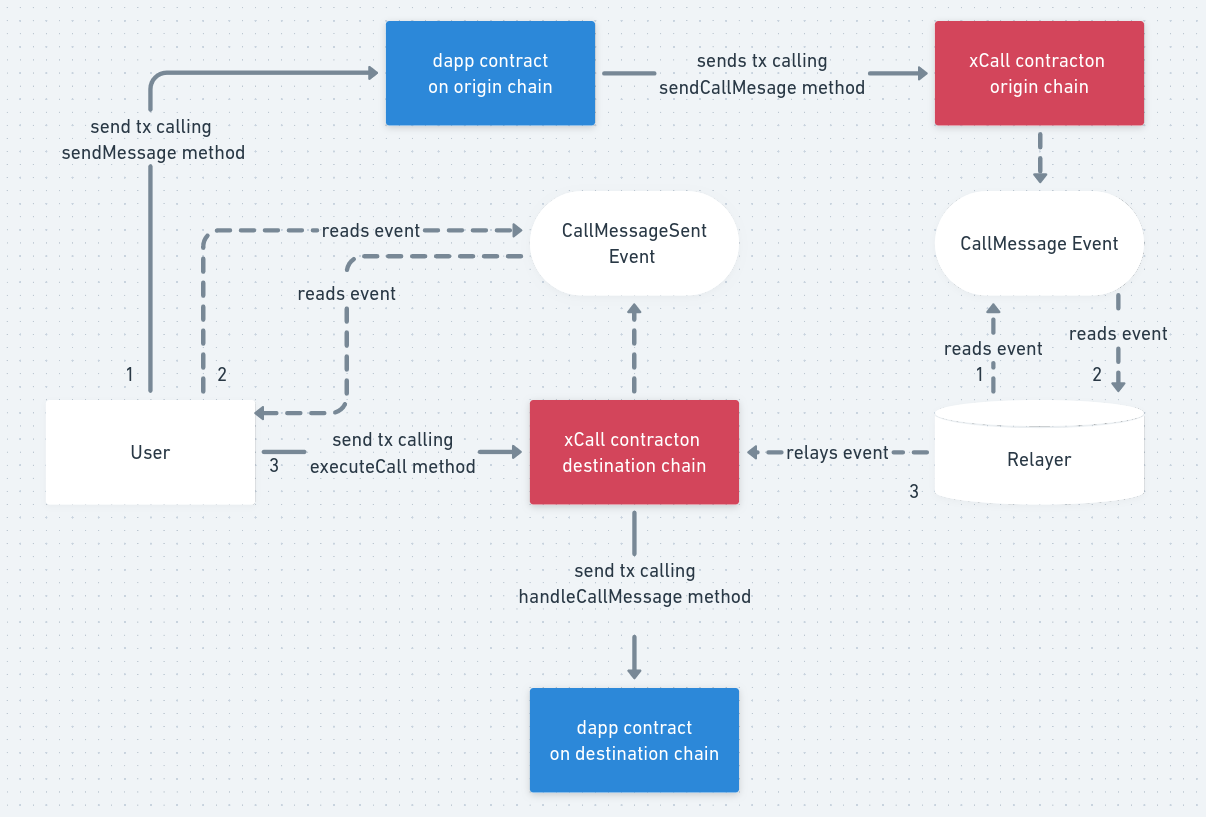 dapp contract
on origin chain
sends tx calling
sendCallMesage method
xCall contracton
origin chain
send tx calling
sendMessage method
reads event
CallMessageSent
Event
CallMessage Event
reads event
reads event
reads event
1
2
1
2
User
3
send tx calling
executeCall method
xCall contracton
destination chain
relays event
3
Relayer
send tx calling
handleCallMessage method
dapp contract
on destination chain